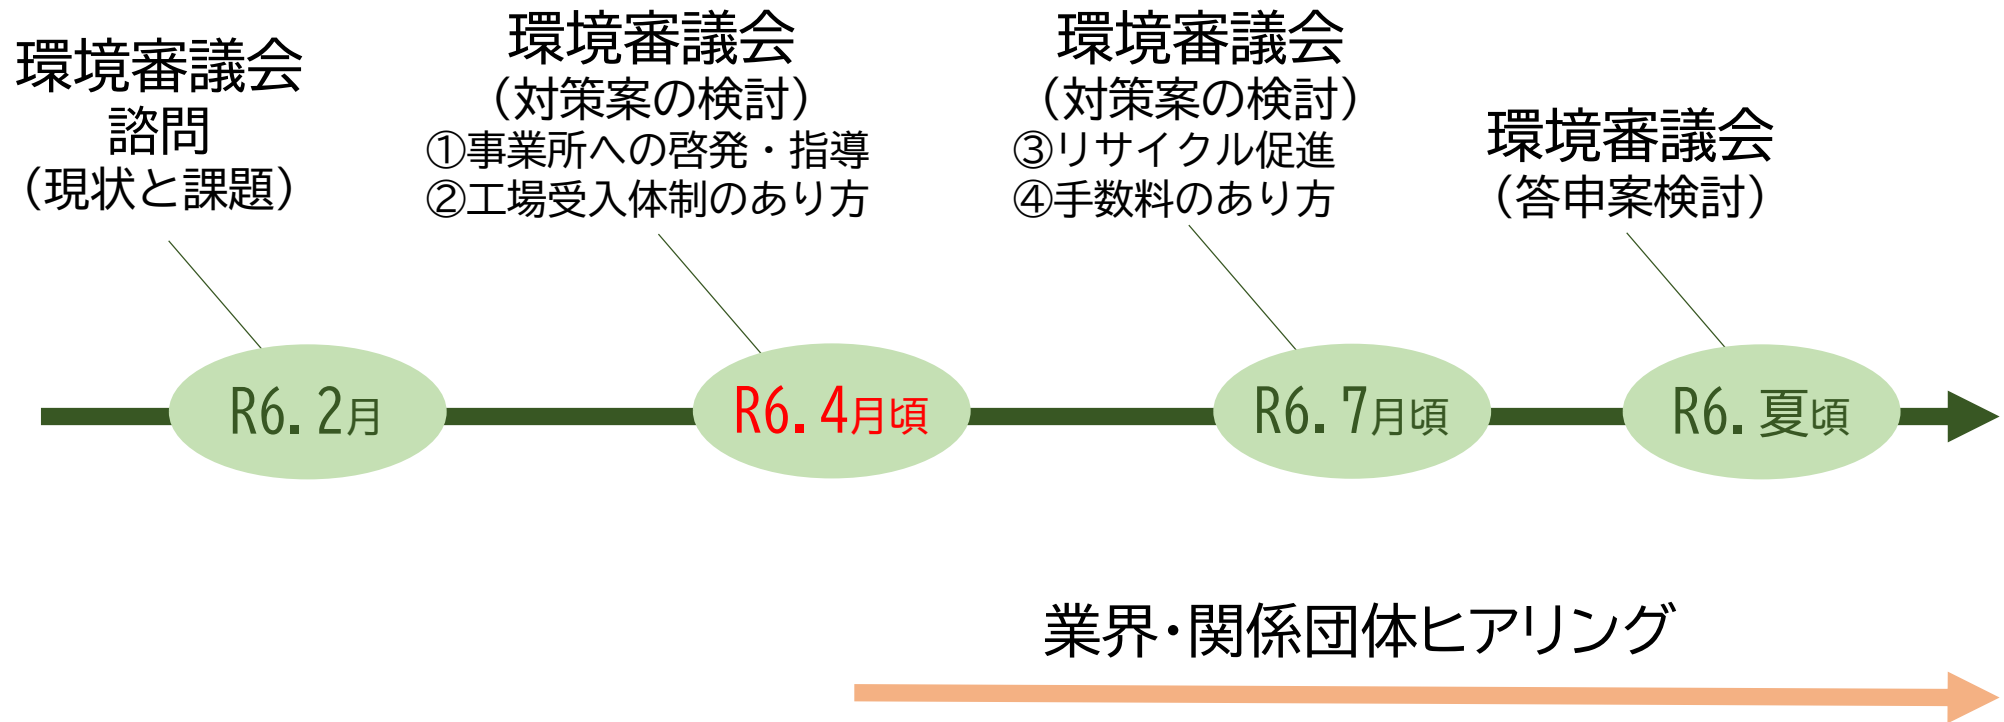 環境審議会
諮問
（現状と課題）
環境審議会
（対策案の検討）
①事業所への啓発・指導
②工場受入体制のあり方
環境審議会
（対策案の検討）
③リサイクル促進
④手数料のあり方
環境審議会
（答申案検討）
R6.2月
R6.4月頃
R6.7月頃
R6.夏頃
業界・関係団体ヒアリング